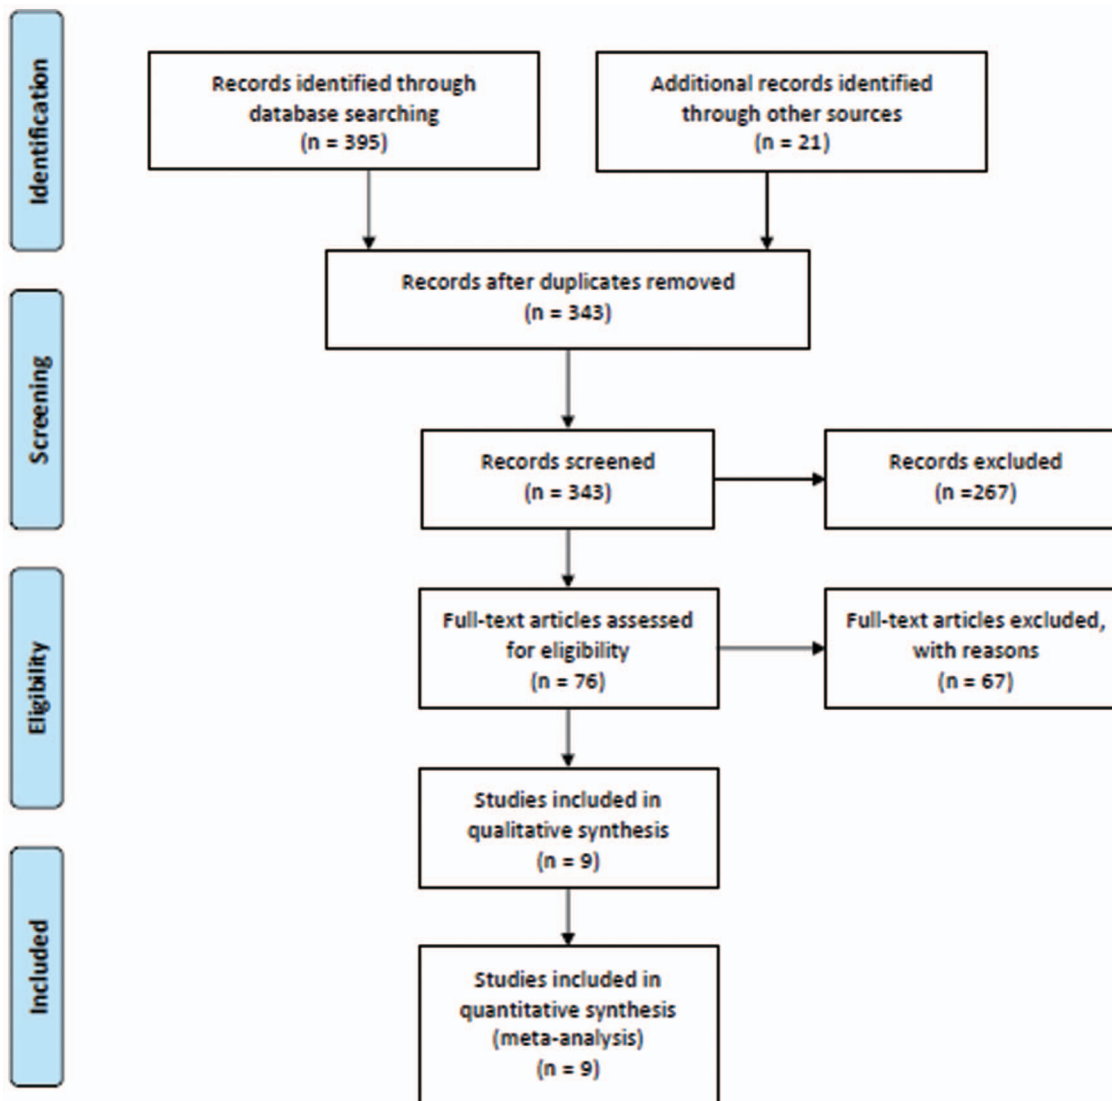 Identification
Records identified through
database searching
(n = 395)
Additional records identified
through other sources
(n = 21)
Records after duplicates removed
(n = 343)
Screening
Records screened
(n = 343)
Records excluded
(n =267)
Eligibility
Full-text articles assessed
for eligibility
(n = 76)
Full-text articles excluded,
with reasons
(n = 67)
Studies included in
qualitative synthesis
(n = 9)
Included
Studies included in
quantitative synthesis
(meta-analysis)
(n = 9)